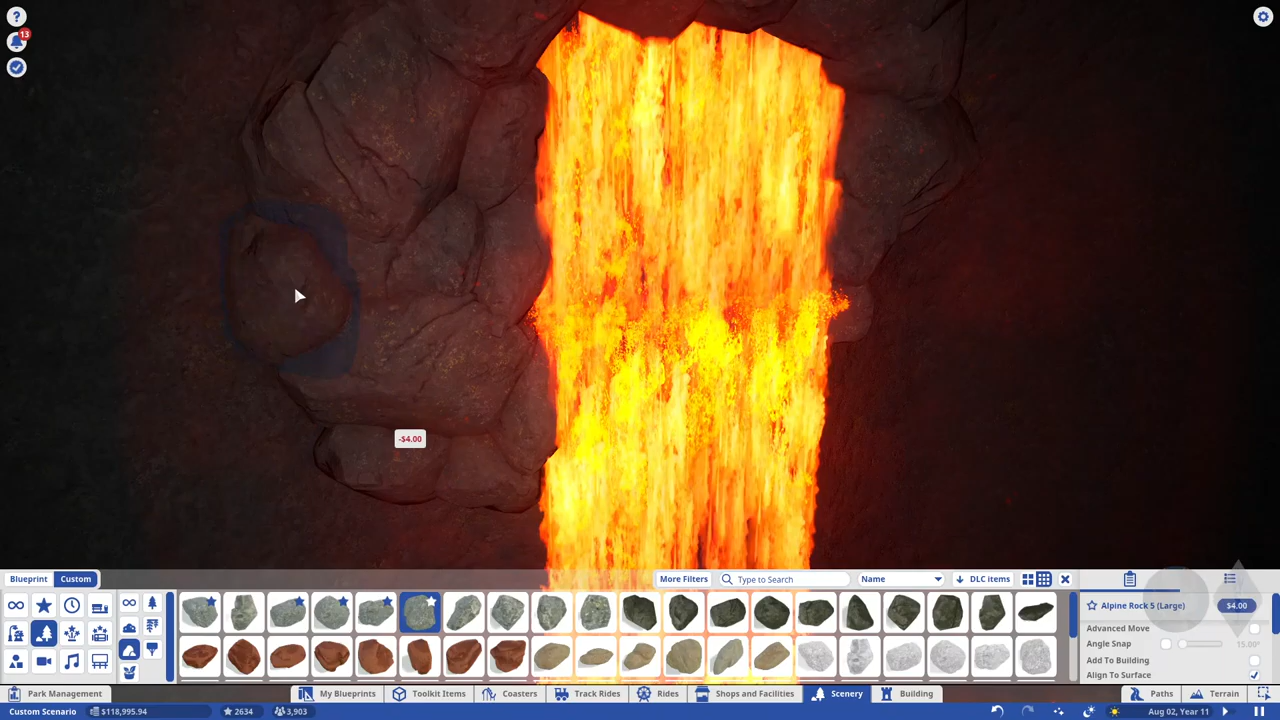 ?
13
-$4.00
Blueprint
Custom
More Filters
Type to Search
Name
DLC items
Alpine Rock 5 (Large)
$4.00
Advanced Move
Angle Snap
15.00°
Add To Building
Align To Surface
Park Management
My Blueprints
Toolkit Items
Coasters
Track Rides
Rides
Shops and Facilities
Scenery
Building
Paths
Terrain
Custom Scenario
$118,995.94
2634
3,903
Aug 02, Year 11